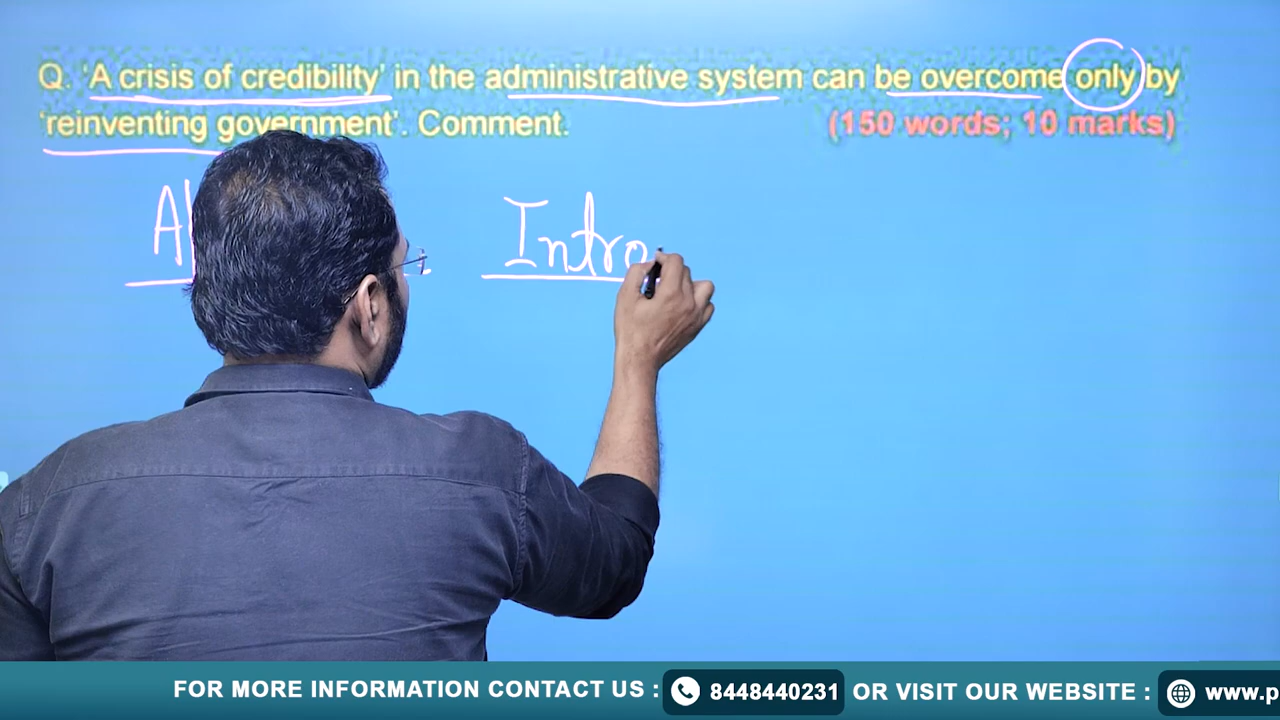 Q. ‘A crisis of credibility’ in the administrative system can be overcome only by
‘reinventing government’. Comment. (150 words; 10 marks)
Intro
FOR MORE INFORMATION CONTACT US : 8448440231 OR VISIT OUR WEBSITE : www.p